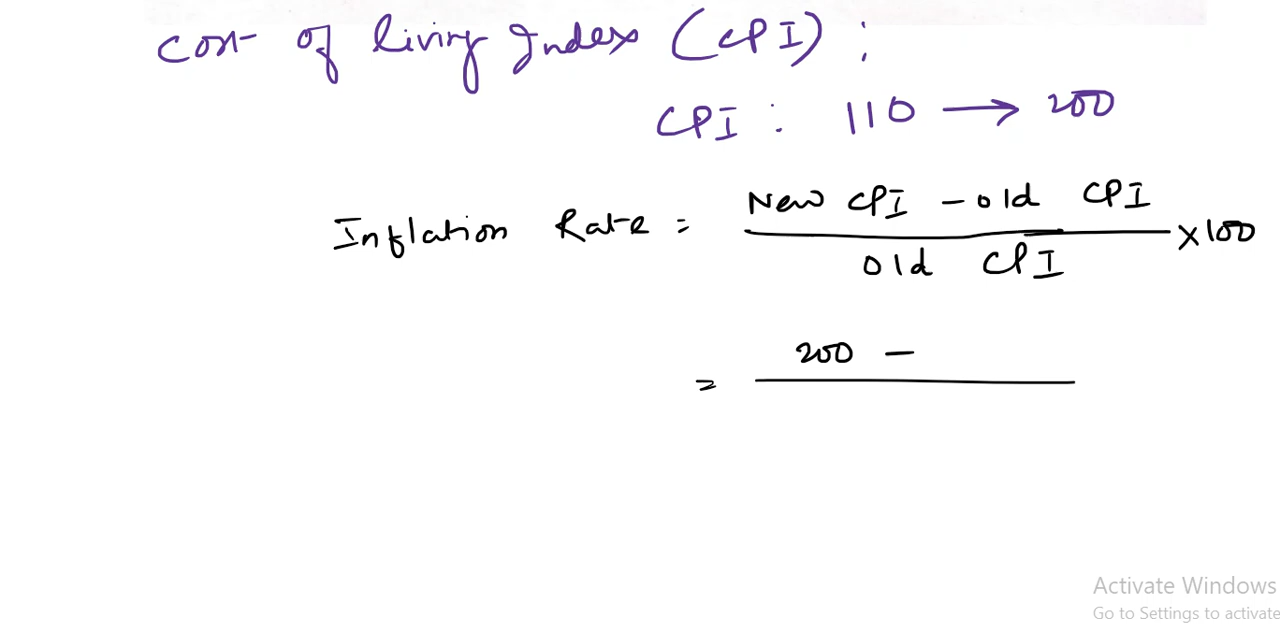 Cost of living Index (CPI) :
CPI : 110 → 200
Inflation Rate = New CPI - old CPI / old CPI × 100
= 200 -
Activate Windows
Go to Settings to activate